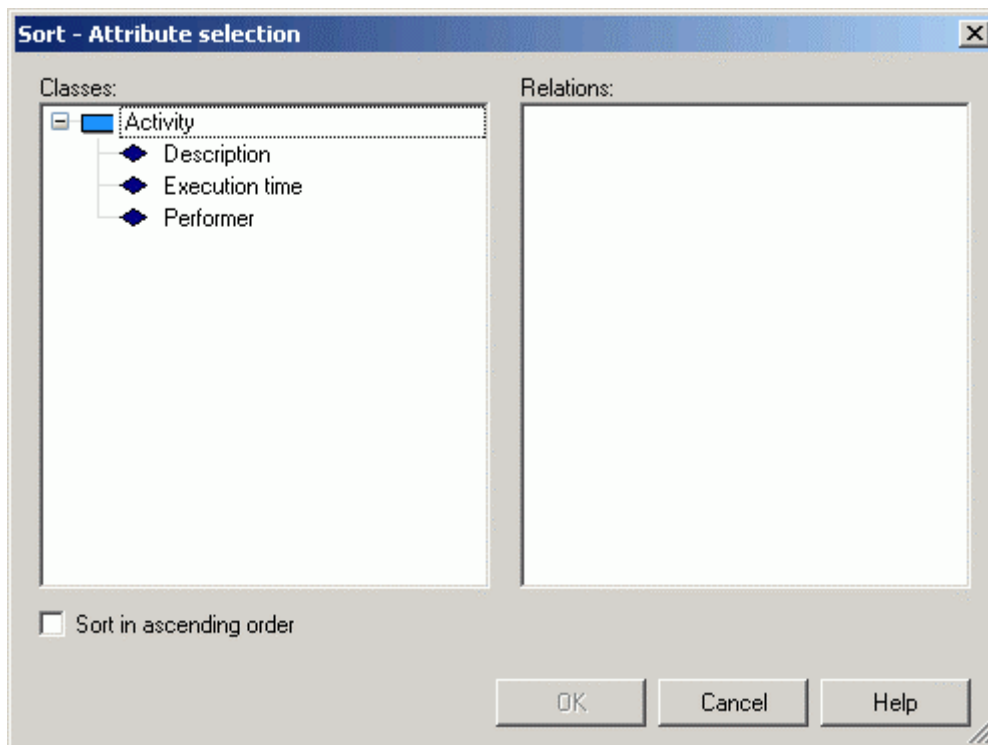 Sort - Attribute selection
Classes:
Relations:
Activity
Description
Execution time
Performer
Sort in ascending order
OK
Cancel
Help